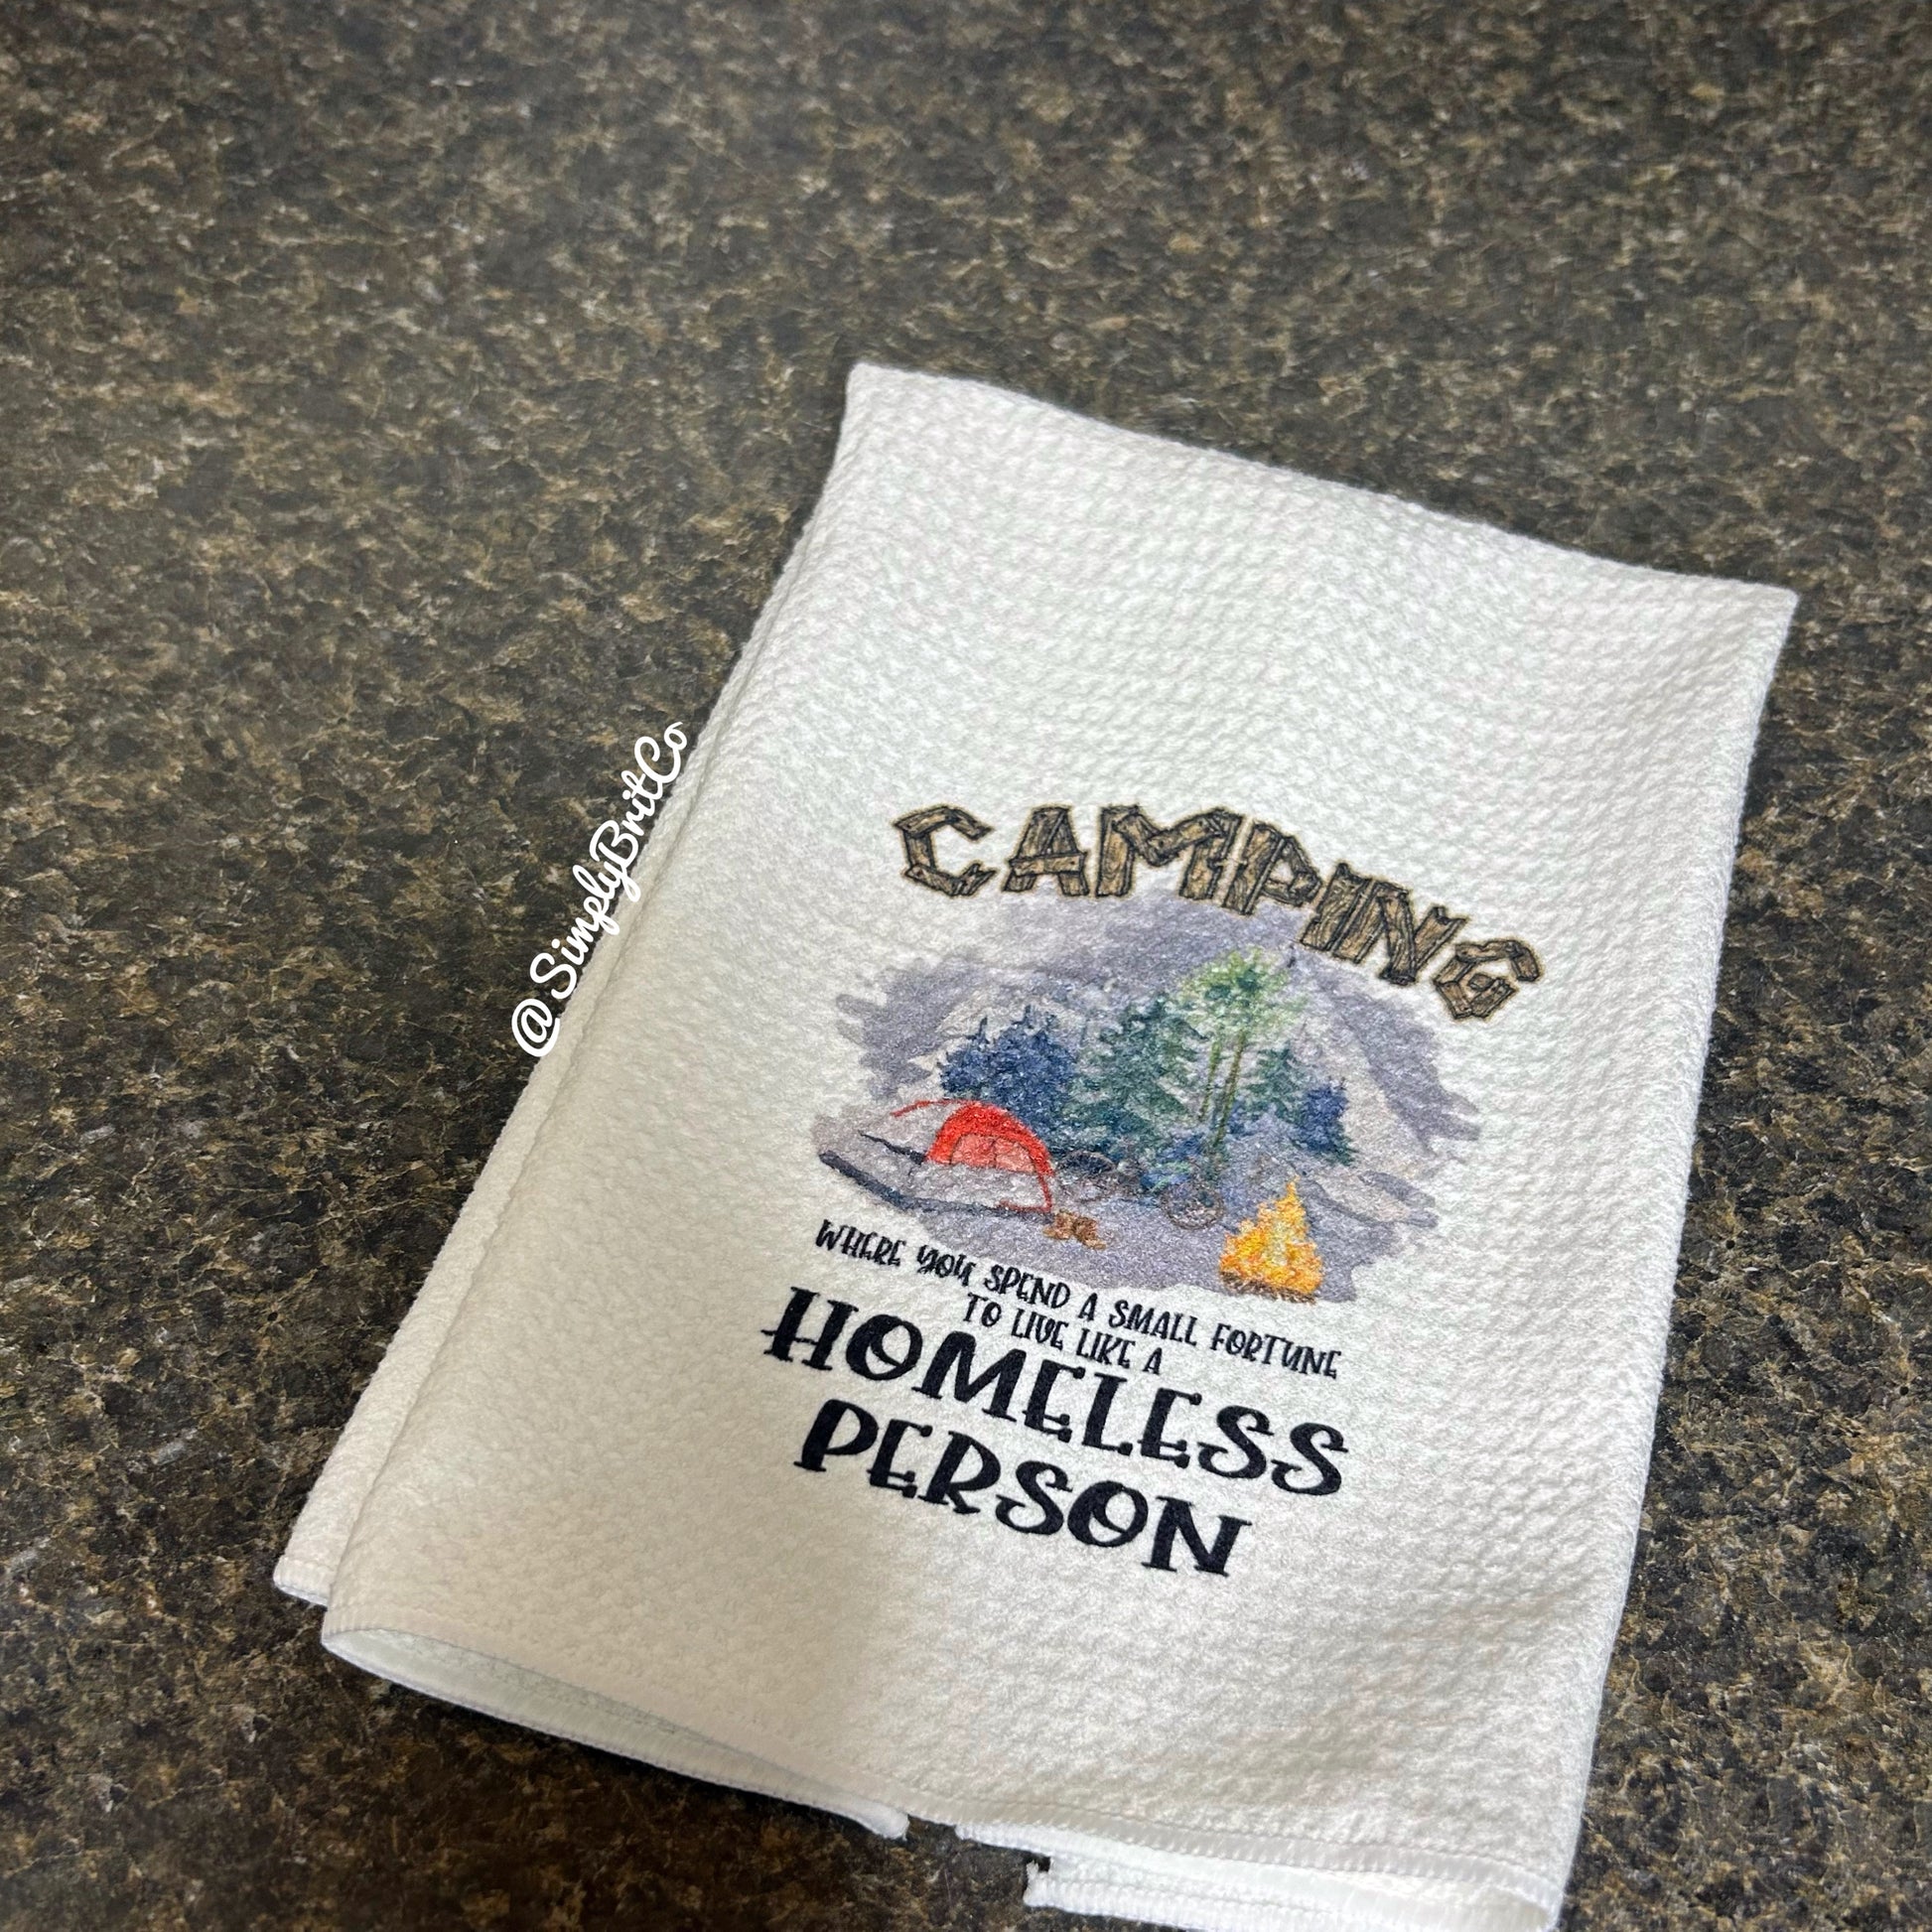 @SimplyBritCo
CAMPING
WHERE YOU SPEND A SMALL FORTUNE
TO LIVE LIKE A
HOMELESS
PERSON